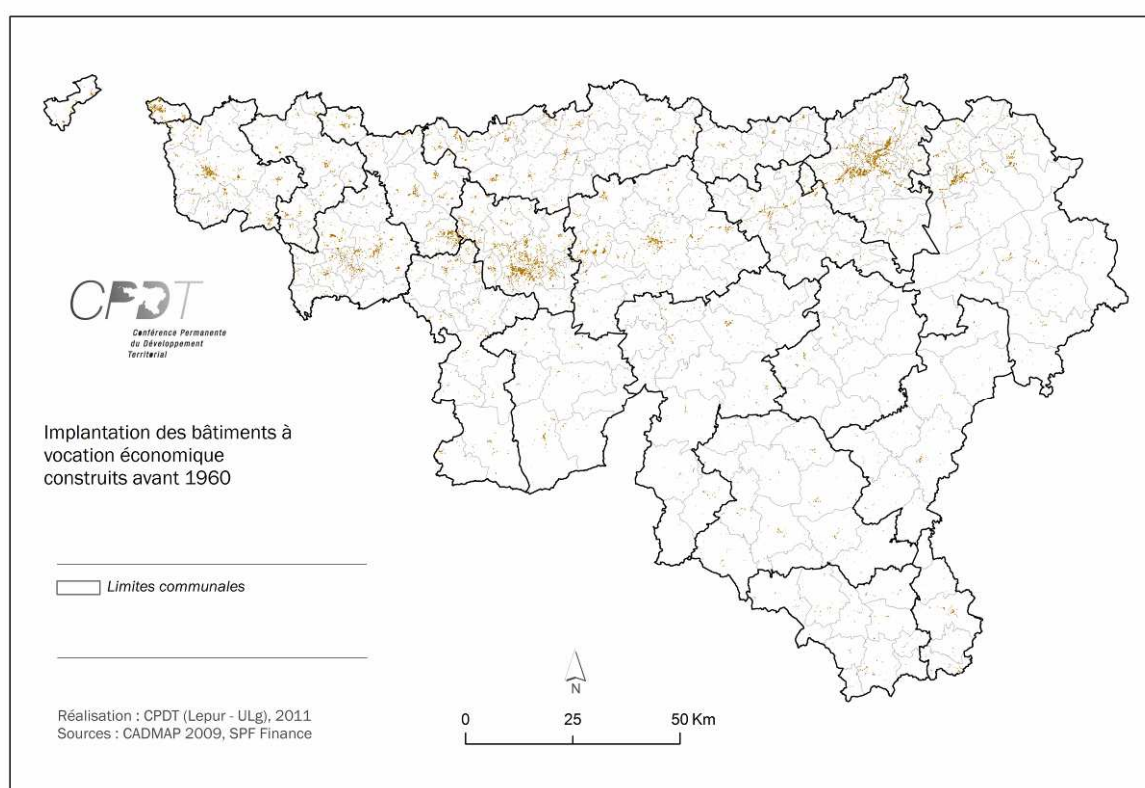 CPDT
Conférence Permanente
du Développement
Territorial
Implantation des bâtiments à
vocation économique
construits avant 1960
Limites communales
Réalisation : CPDT (Lepur - ULg), 2011
Sources : CADMAP 2009, SPF Finance
N
0 25 50 Km